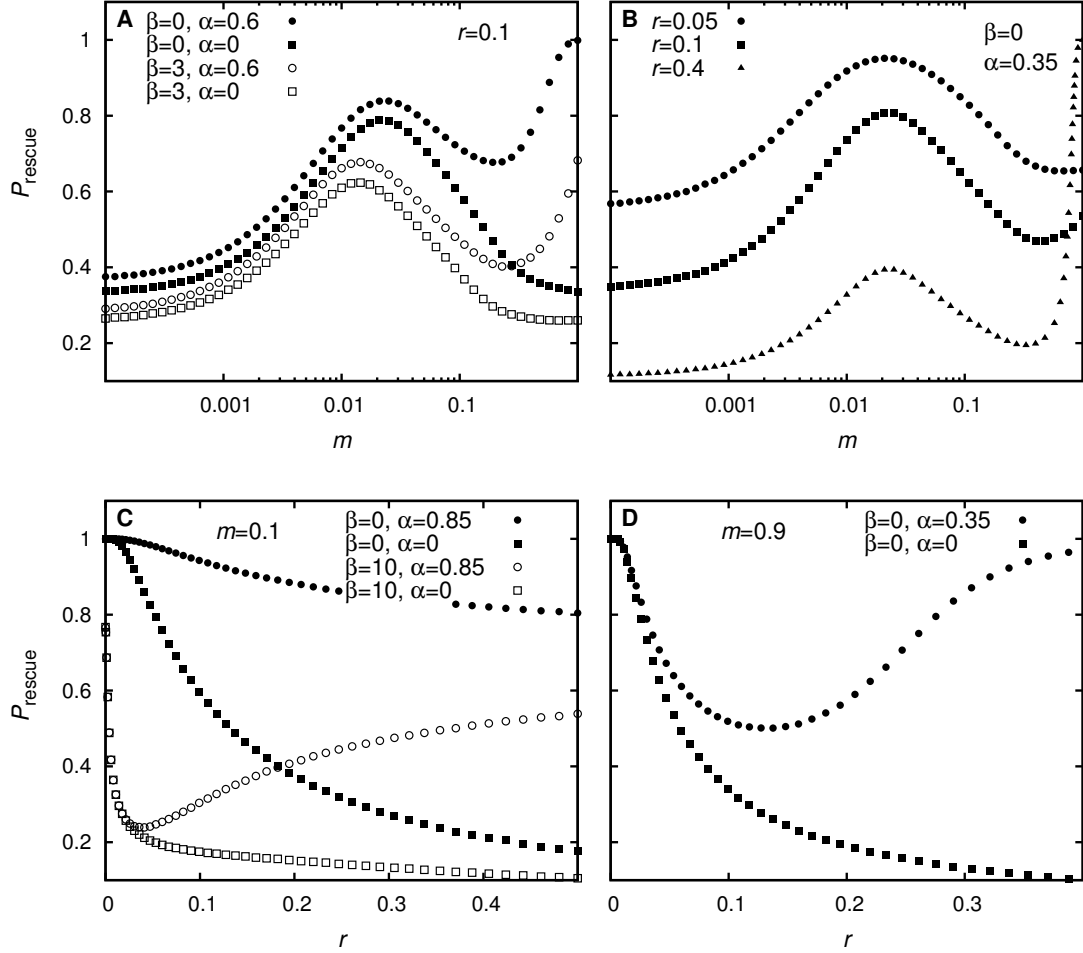 A
β=0, α=0.6
β=0, α=0
β=3, α=0.6
β=3, α=0
r=0.1
1
0.8
0.6
0.4
0.2
P_rescue
0.001
0.01
0.1
m
B
r=0.05
r=0.1
r=0.4
β=0
α=0.35
0.001
0.01
0.1
m
C
m=0.1
β=0, α=0.85
β=0, α=0
β=10, α=0.85
β=10, α=0
1
0.8
0.6
0.4
0.2
P_rescue
0
0.1
0.2
0.3
0.4
r
D
m=0.9
β=0, α=0.35
β=0, α=0
0
0.1
0.2
0.3
r